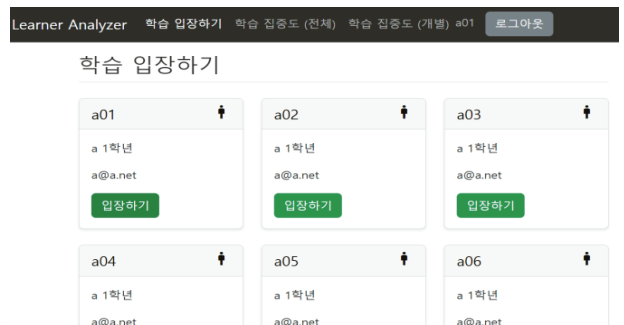 Learner Analyzer 학습 입장하기 학습 집중도 (전체) 학습 집중도 (개별) a01 로그아웃
학습 입장하기
a01
a 1학년
a@a.net
입장하기
a02
a 1학년
a@a.net
입장하기
a03
a 1학년
a@a.net
입장하기
a04
a 1학년
a@a.net
a05
a 1학년
a@a.net
a06
a 1학년
a@a.net